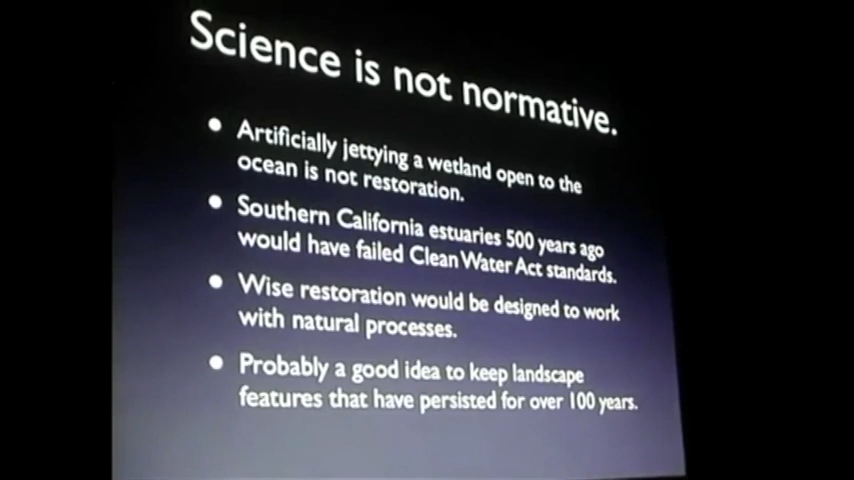 Science is not normative.
• Artificially jettying a wetland open to the
ocean is not restoration.
• Southern California estuaries 500 years ago
would have failed Clean Water Act standards.
• Wise restoration would be designed to work
with natural processes.
• Probably a good idea to keep landscape
features that have persisted for over 100 years.